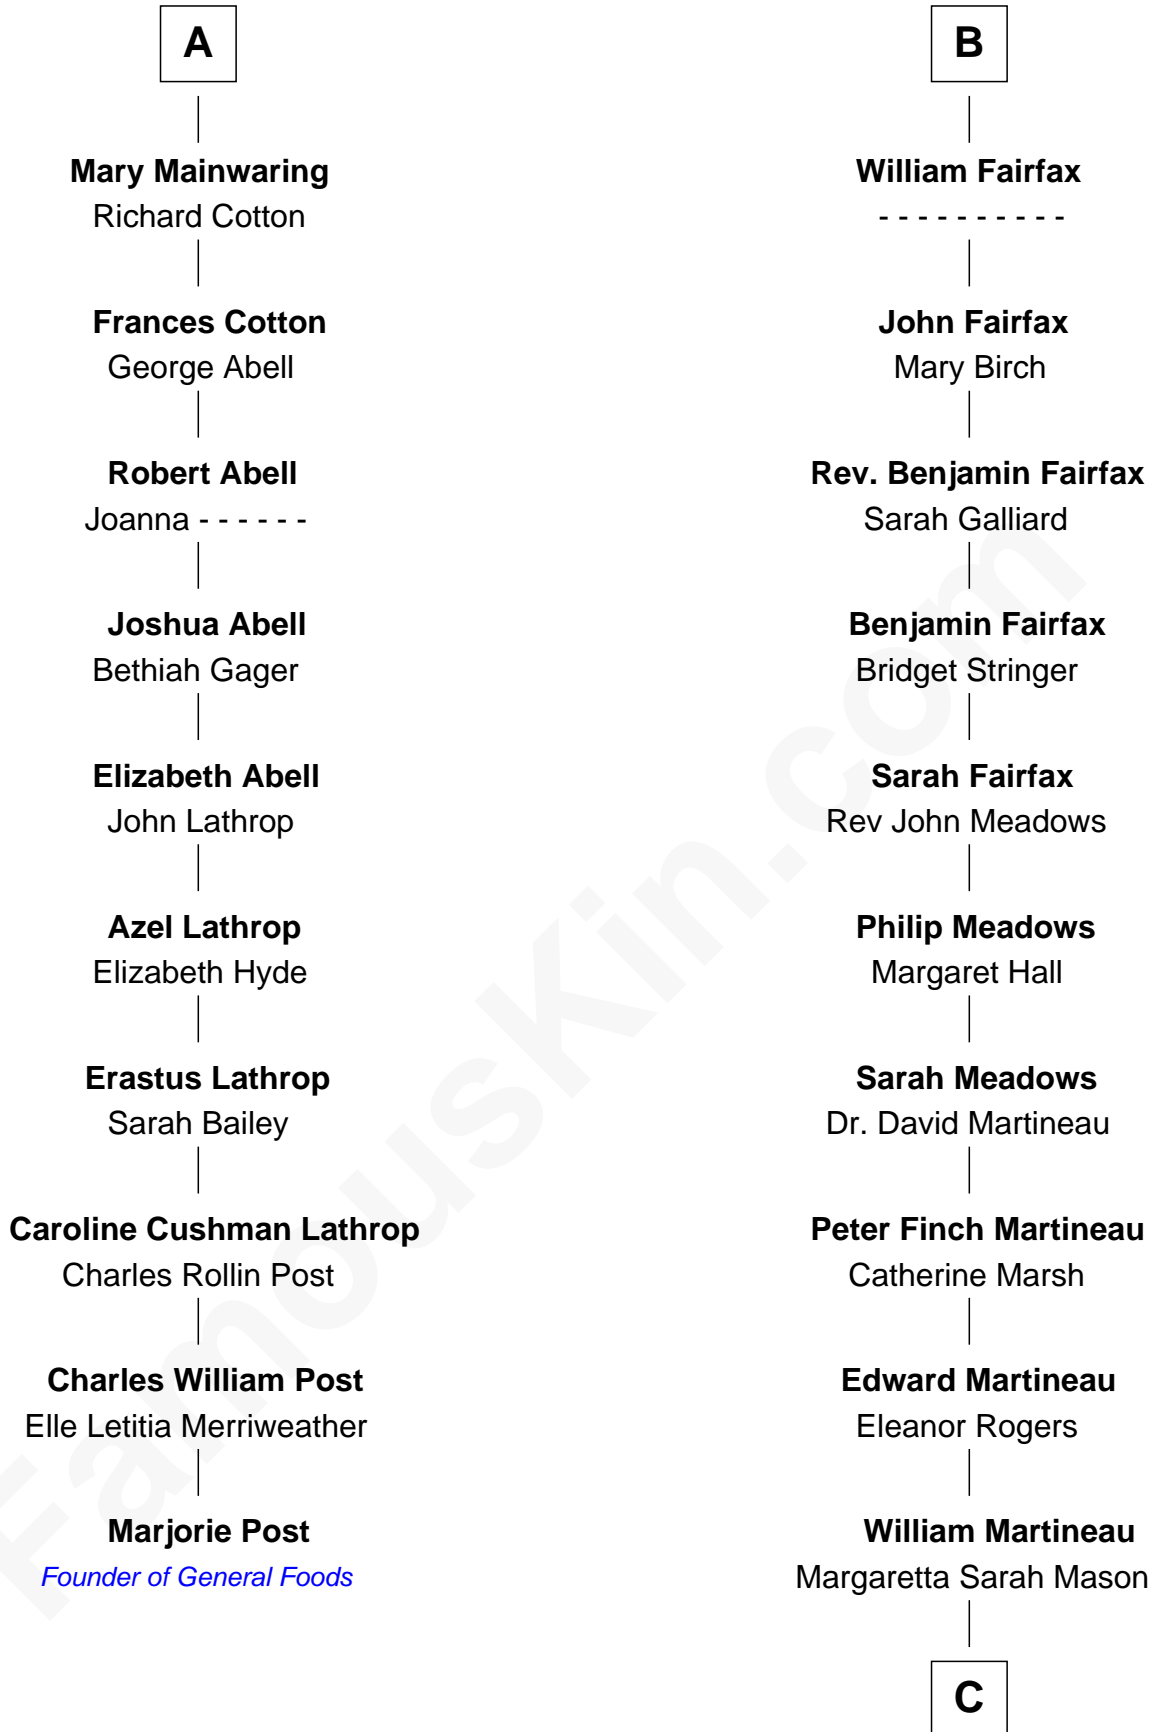 A
Mary Mainwaring
Richard Cotton
Frances Cotton
George Abell
Robert Abell
Joanna - - - - - -
Joshua Abell
Bethiah Gager
Elizabeth Abell
John Lathrop
Azel Lathrop
Elizabeth Hyde
Erastus Lathrop
Sarah Bailey
Caroline Cushman Lathrop
Charles Rollin Post
Charles William Post
Elle Letitia Merriweather
Marjorie Post
Founder of General Foods
B
William Fairfax
- - - - - - - - - -
John Fairfax
Mary Birch
Rev. Benjamin Fairfax
Sarah Galliard
Benjamin Fairfax
Bridget Stringer
Sarah Fairfax
Rev John Meadows
Philip Meadows
Margaret Hall
Sarah Meadows
Dr. David Martineau
Peter Finch Martineau
Catherine Marsh
Edward Martineau
Eleanor Rogers
William Martineau
Margaretta Sarah Mason
C
FamousKin.com